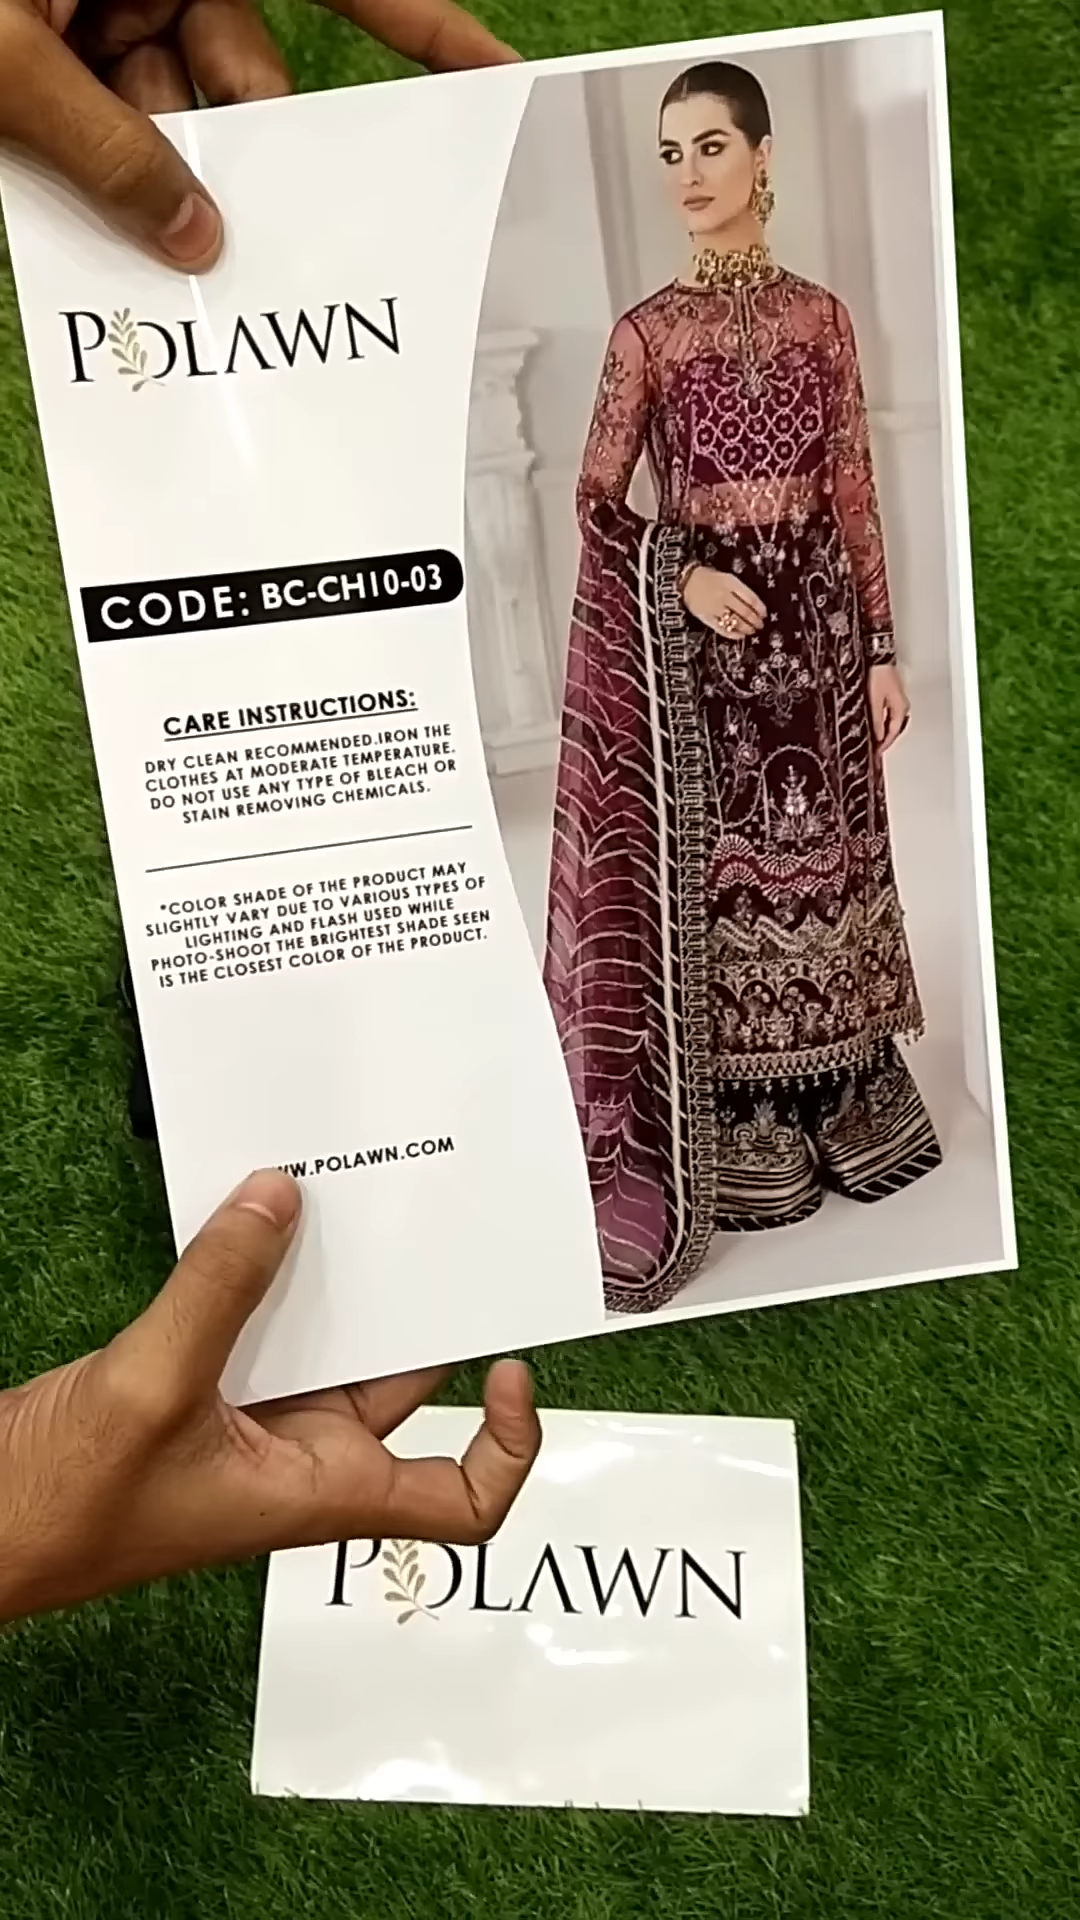 POLAWN
CODE: BC-CH10-03
CARE INSTRUCTIONS:
DRY CLEAN RECOMMENDED.IRON THE
CLOTHES AT MODERATE TEMPERATURE.
DO NOT USE ANY TYPE OF BLEACH OR
STAIN REMOVING CHEMICALS.
*COLOR SHADE OF THE PRODUCT MAY
SLIGHTLY VARY DUE TO VARIOUS TYPES OF
LIGHTING AND FLASH USED WHILE
PHOTO-SHOOT THE BRIGHTEST SHADE SEEN
IS THE CLOSEST COLOR OF THE PRODUCT.
W.POLAWN.COM
POLAWN